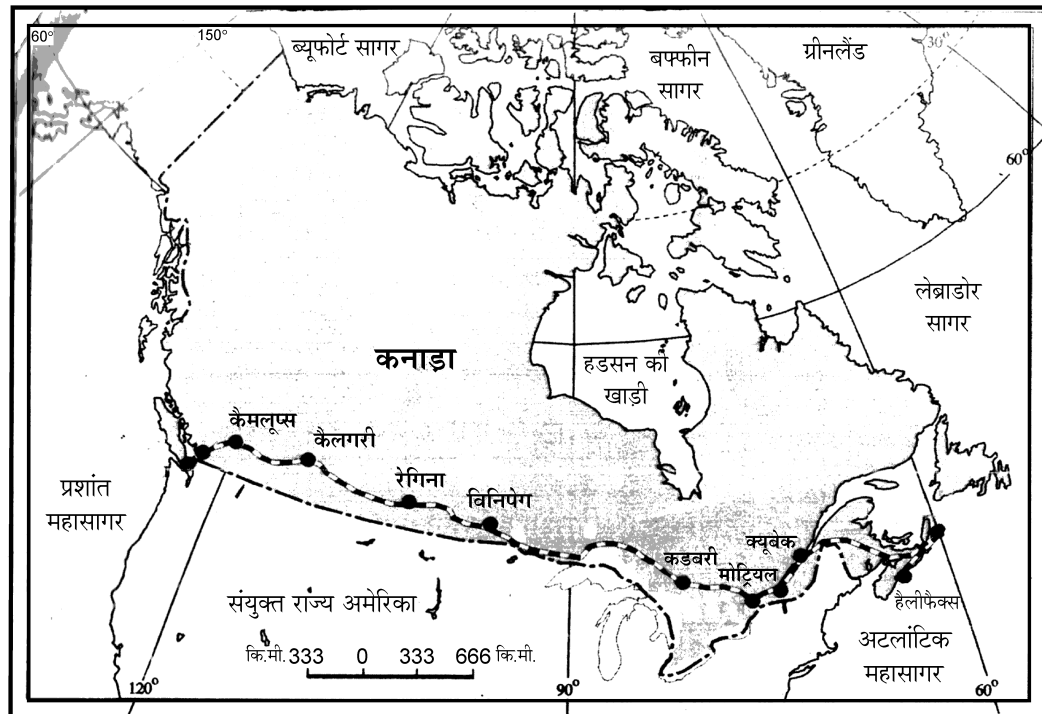 60°
150°
ब्यूफोर्ट सागर
बफ्फीन
सागर
ग्रीनलैंड
30°
60°
लेब्राडोर
सागर
कनाड़ा
हडसन की
खाड़ी
कैमलूप्स
कैलगरी
रेगिना
विनिपेग
प्रशांत
महासागर
क्यूबेक
कडबरी
मोट्रियल
हैलीफैक्स
संयुक्त राज्य अमेरिका
अटलांटिक
महासागर
कि.मी. 333 0 333 666 कि.मी.
120°
90°
60°